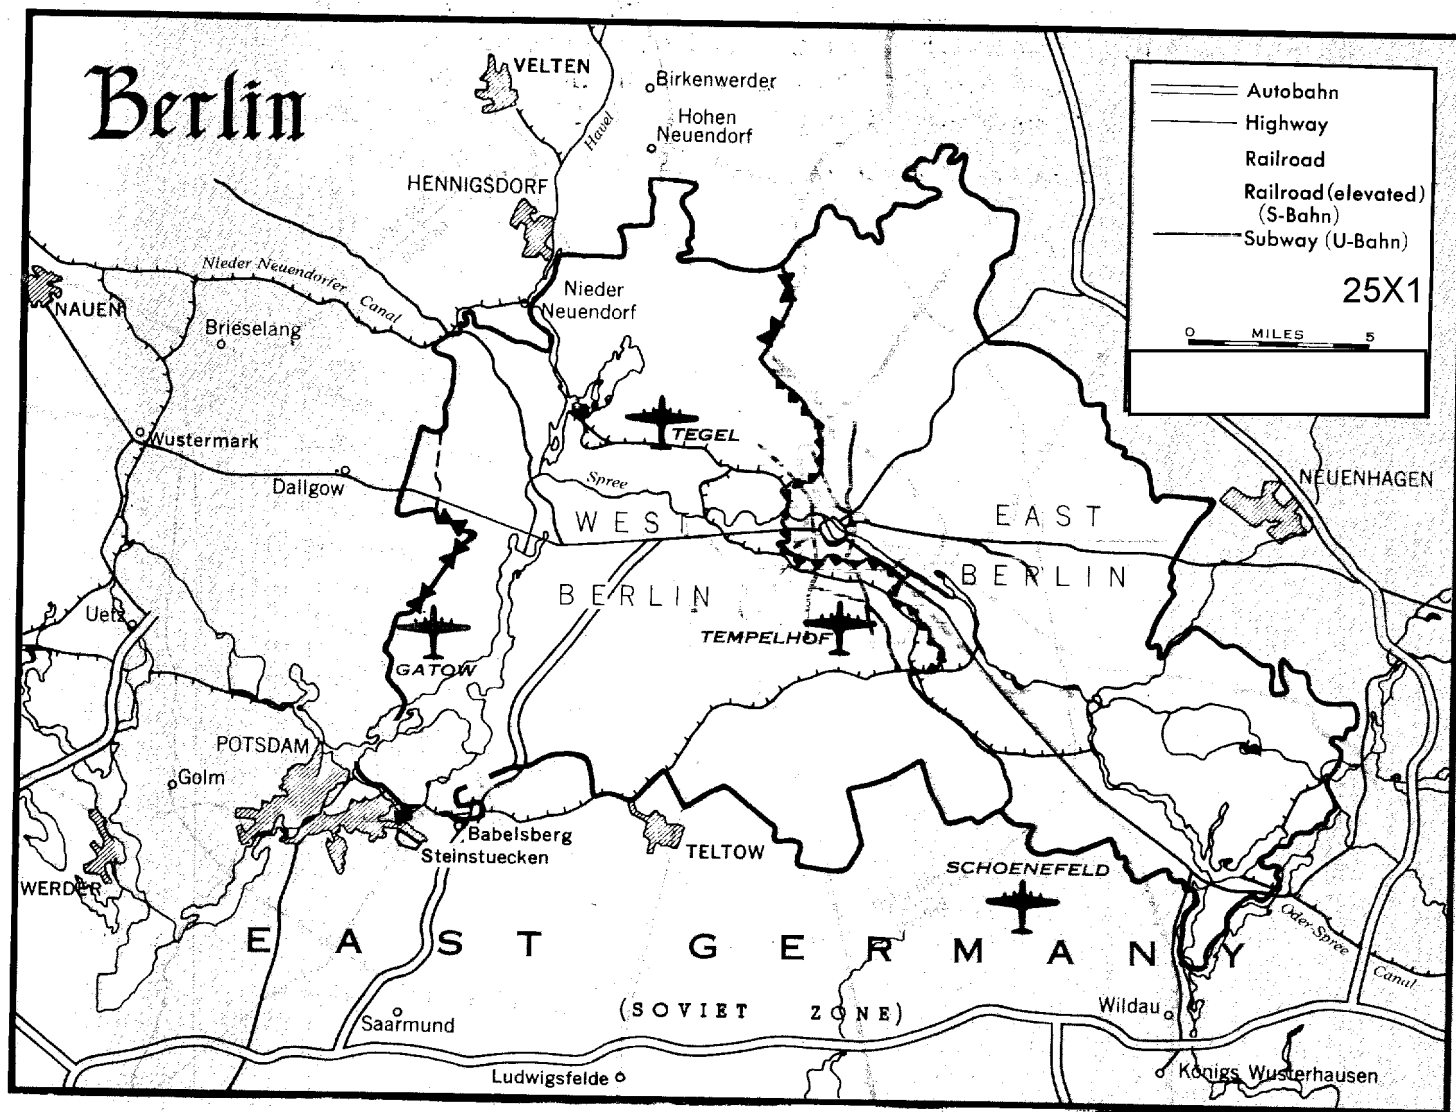 Berlin
VELTEN
Birkenwerder
Hohen
Neuendorf
Havel
HENNIGSDORF
Autobahn
Highway
Railroad
Railroad (elevated)
(S-Bahn)
Subway (U-Bahn)
25X1
0 MILES 5
Nieder Neuendorfer Canal
NAUEN
Brieselang
Nieder
Neuendorf
Wustermark
Dallgow
TEGEL
Spree
NEUENHAGEN
WEST
BERLIN
EAST
BERLIN
Uetz
GATOW
TEMPELHOF
POTSDAM
Golm
Babelsberg
Steinstuecken
TELTOW
WERDER
SCHOENEFELD
Oder-Spree
Canal
EAST GERMANY
(SOVIET ZONE)
Saarmund
Wildau
Ludwigsfelde
Königs Wusterhausen